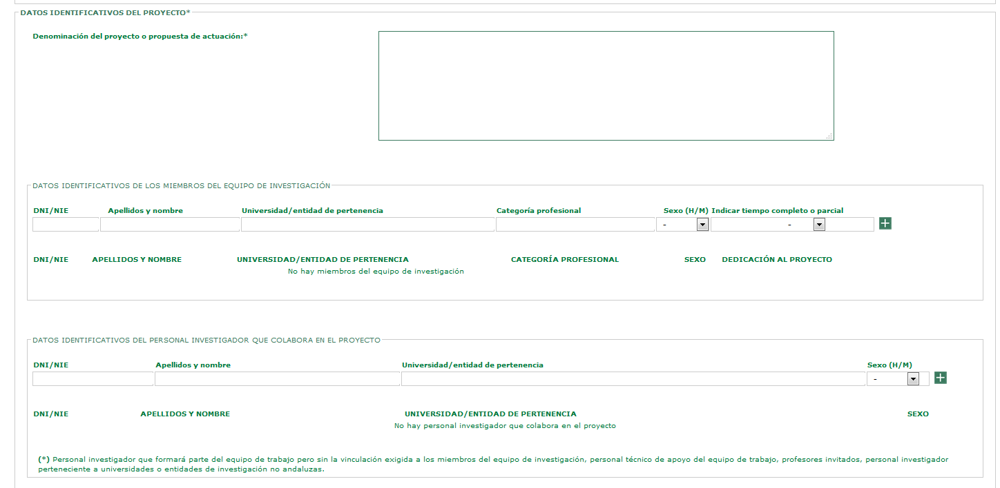 DATOS IDENTIFICATIVOS DEL PROYECTO*
Denominación del proyecto o propuesta de actuación:*
DATOS IDENTIFICATIVOS DE LOS MIEMBROS DEL EQUIPO DE INVESTIGACIÓN
DNI/NIE Apellidos y nombre Universidad/entidad de pertenencia Categoría profesional Sexo (H/M) Indicar tiempo completo o parcial
- -
DNI/NIE APELLIDOS Y NOMBRE UNIVERSIDAD/ENTIDAD DE PERTENENCIA CATEGORÍA PROFESIONAL SEXO DEDICACIÓN AL PROYECTO
No hay miembros del equipo de investigación
DATOS IDENTIFICATIVOS DEL PERSONAL INVESTIGADOR QUE COLABORA EN EL PROYECTO
DNI/NIE Apellidos y nombre Universidad/entidad de pertenencia Sexo (H/M)
-
DNI/NIE APELLIDOS Y NOMBRE UNIVERSIDAD/ENTIDAD DE PERTENENCIA SEXO
No hay personal investigador que colabora en el proyecto
(*) Personal investigador que formará parte del equipo de trabajo pero sin la vinculación exigida a los miembros del equipo de investigación, personal técnico de apoyo del equipo de trabajo, profesores invitados, personal investigador
perteneciente a universidades o entidades de investigación no andaluzas.